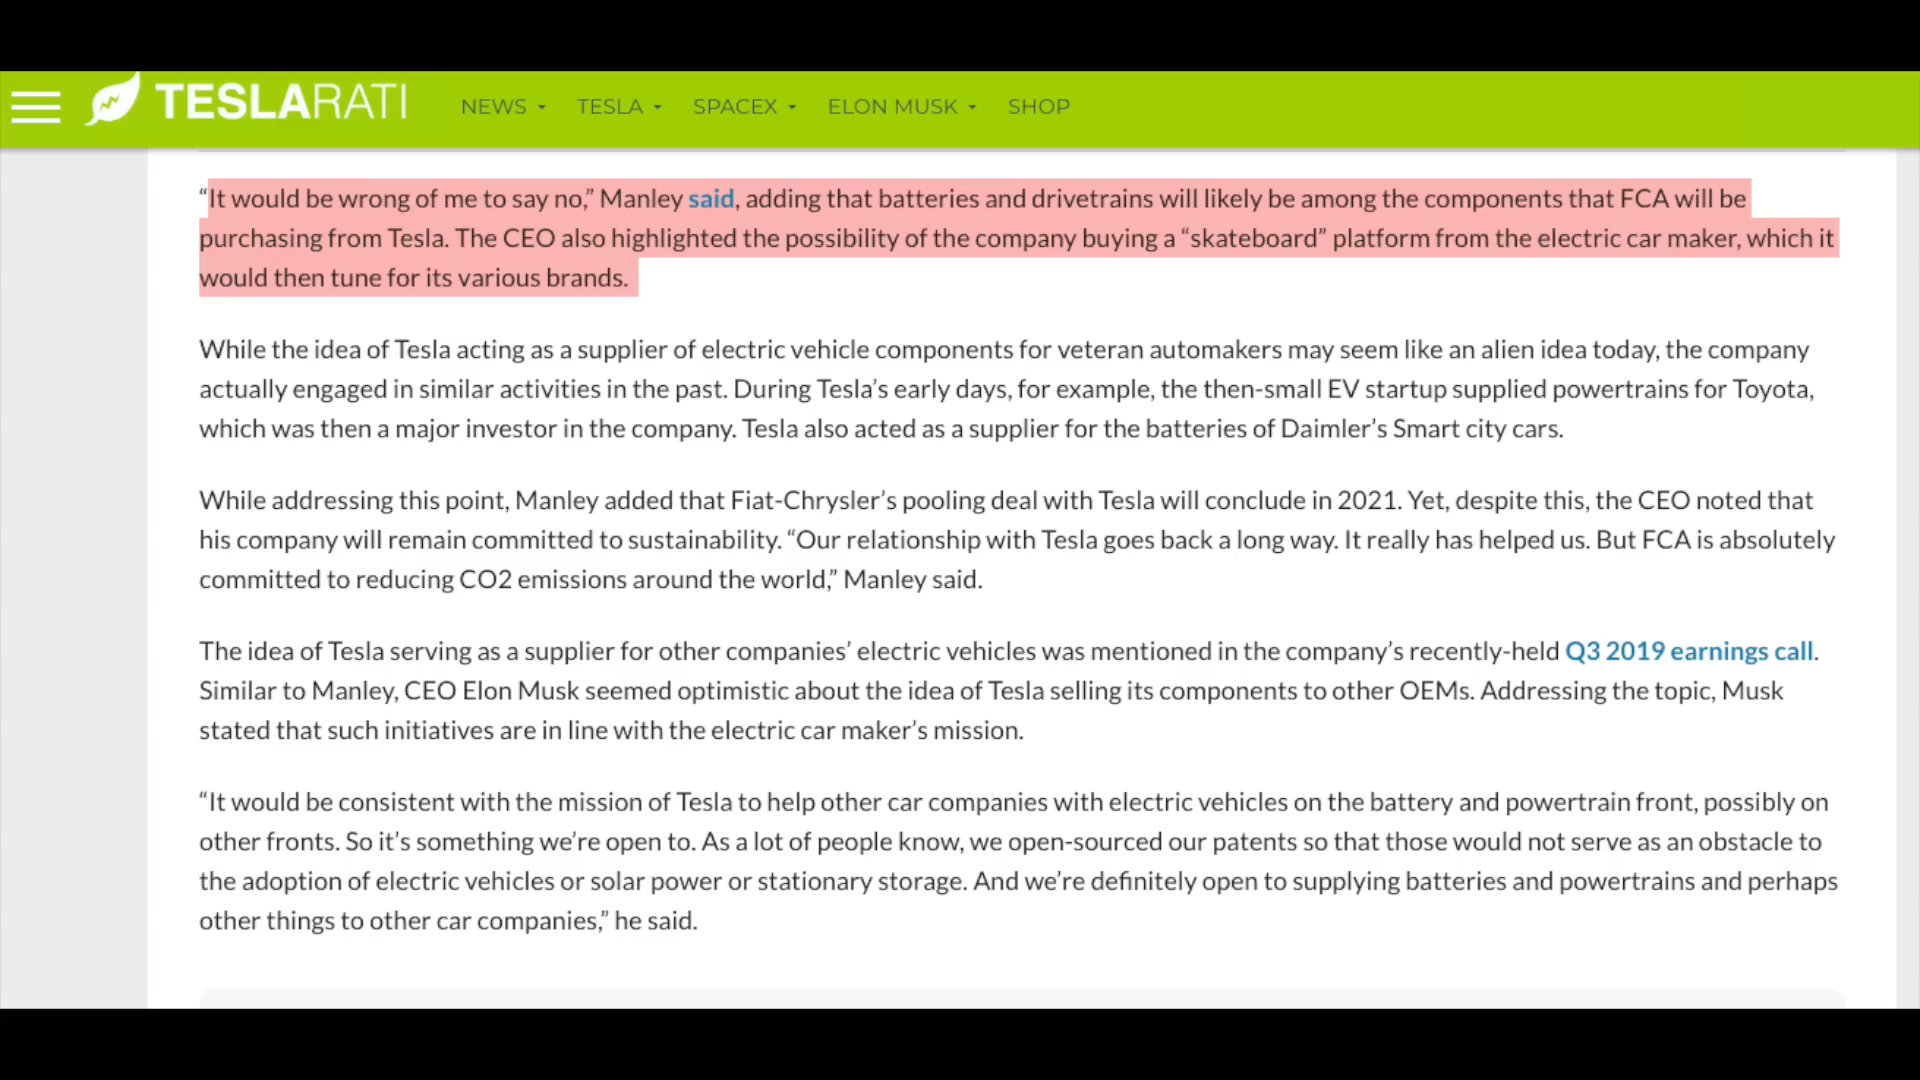 TESLARATI NEWS TESLA SPACEX ELON MUSK SHOP
“It would be wrong of me to say no,” Manley said, adding that batteries and drivetrains will likely be among the components that FCA will be
purchasing from Tesla. The CEO also highlighted the possibility of the company buying a “skateboard” platform from the electric car maker, which it
would then tune for its various brands.
While the idea of Tesla acting as a supplier of electric vehicle components for veteran automakers may seem like an alien idea today, the company
actually engaged in similar activities in the past. During Tesla’s early days, for example, the then-small EV startup supplied powertrains for Toyota,
which was then a major investor in the company. Tesla also acted as a supplier for the batteries of Daimler’s Smart city cars.
While addressing this point, Manley added that Fiat-Chrysler’s pooling deal with Tesla will conclude in 2021. Yet, despite this, the CEO noted that
his company will remain committed to sustainability. “Our relationship with Tesla goes back a long way. It really has helped us. But FCA is absolutely
committed to reducing CO2 emissions around the world,” Manley said.
The idea of Tesla serving as a supplier for other companies’ electric vehicles was mentioned in the company’s recently-held Q3 2019 earnings call.
Similar to Manley, CEO Elon Musk seemed optimistic about the idea of Tesla selling its components to other OEMs. Addressing the topic, Musk
stated that such initiatives are in line with the electric car maker’s mission.
“It would be consistent with the mission of Tesla to help other car companies with electric vehicles on the battery and powertrain front, possibly on
other fronts. So it’s something we’re open to. As a lot of people know, we open-sourced our patents so that those would not serve as an obstacle to
the adoption of electric vehicles or solar power or stationary storage. And we’re definitely open to supplying batteries and powertrains and perhaps
other things to other car companies,” he said.